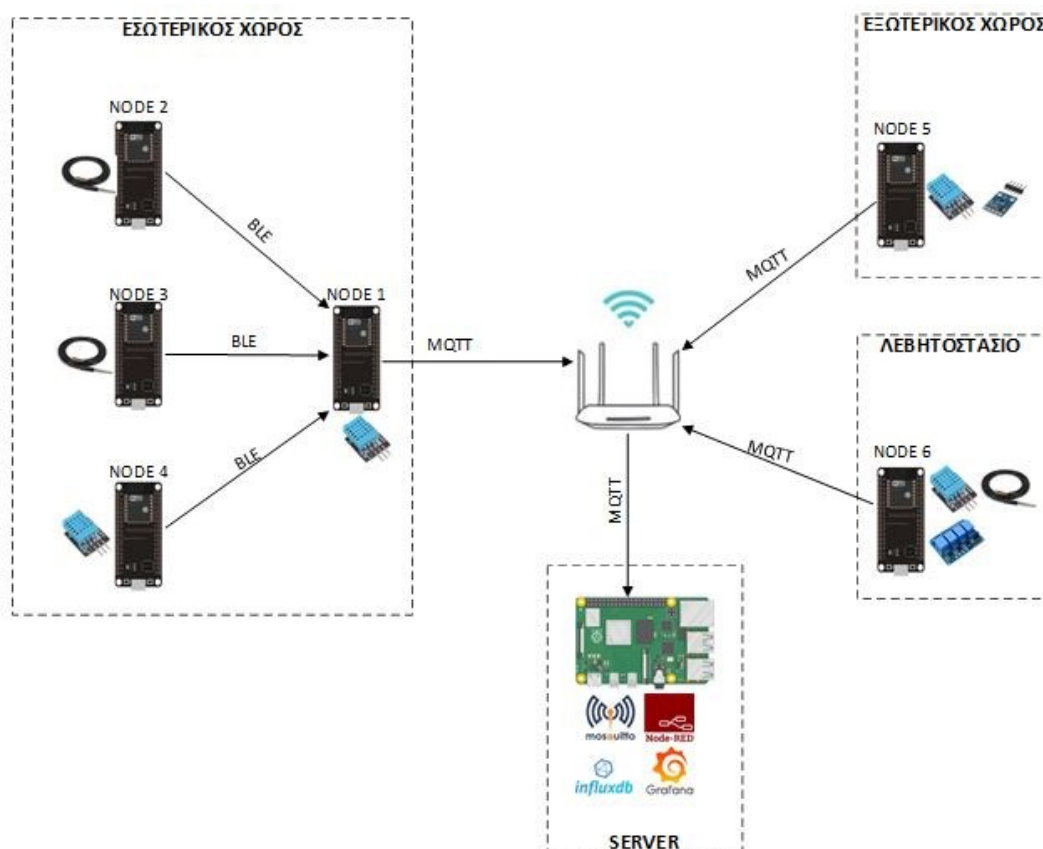 ΕΣΩΤΕΡΙΚΟΣ ΧΩΡΟΣ
NODE 2
BLE
NODE 3
BLE
NODE 1
NODE 4
BLE
MQTT
ΕΞΩΤΕΡΙΚΟΣ ΧΩΡΟΣ
NODE 5
MQTT
ΛΕΒΗΤΟΣΤΑΣΙΟ
NODE 6
MQTT
MQTT
mosquitto
Node-RED
influxdb
Grafana
SERVER